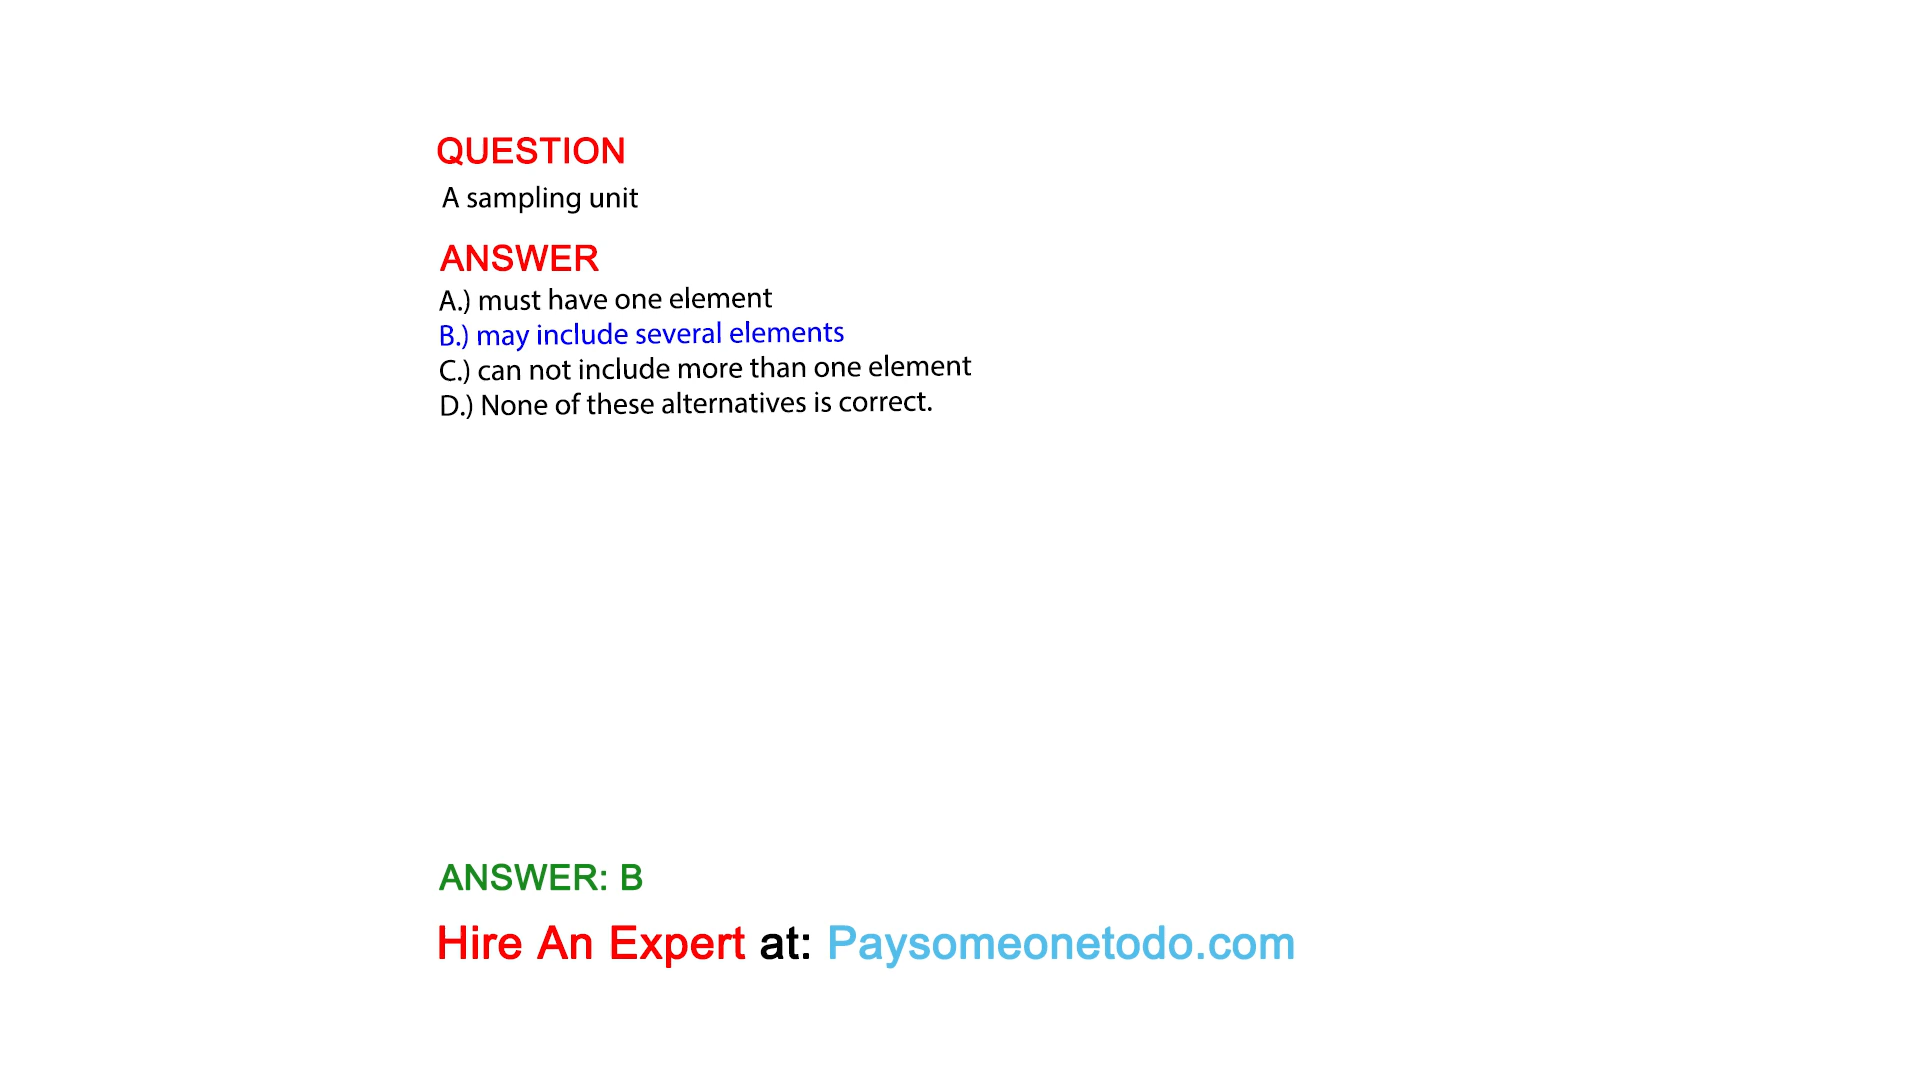 QUESTION
A sampling unit
ANSWER
A.) must have one element
B.) may include several elements
C.) can not include more than one element
D.) None of these alternatives is correct.
ANSWER: B
Hire An Expert at: Paysomeonetodo.com